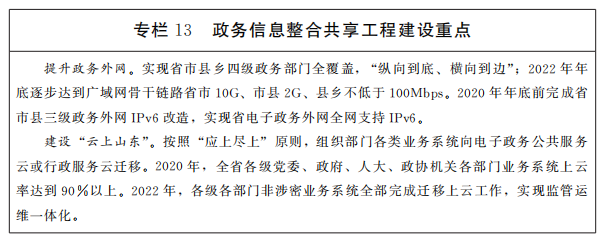 专栏 13 政务信息整合共享工程建设重点
提升政务外网。实现省市县乡四级政务部门全覆盖，“纵向到底、横向到边”；2022 年年
底逐步达到广域网骨干链路省市 10G、市县 2G、县乡不低于 100Mbps。2020 年年底前完成省
市县三级政务外网 IPv6 改造，实现省电子政务外网全网支持 IPv6。
建设“云上山东”。按照“应上尽上”原则，组织部门各类业务系统向电子政务公共服务
云或行政服务云迁移。2020 年，全省各级党委、政府、人大、政协机关各部门业务系统上云
率达到 90％以上。2022 年，各级各部门非涉密业务系统全部完成迁移上云工作，实现监管运
维一体化。